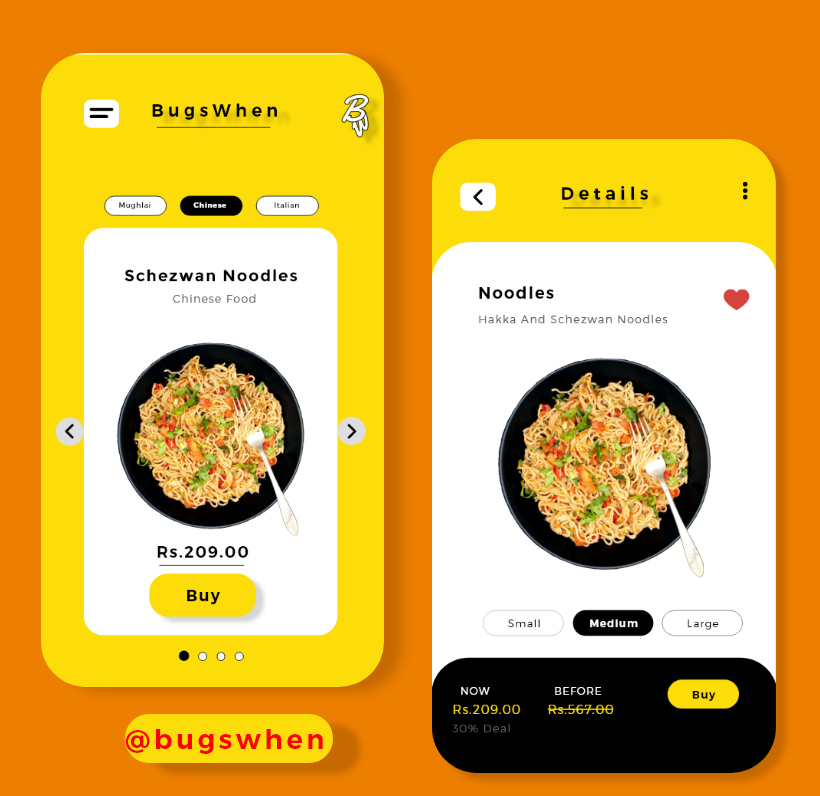 BugsWhen
BW
Mughlai
Chinese
Italian
Schezwan Noodles
Chinese Food
Rs.209.00
Buy
@bugswhen
Details
Noodles
Hakka And Schezwan Noodles
Small
Medium
Large
NOW
BEFORE
Rs.209.00
Rs.567.00
30% Deal
Buy